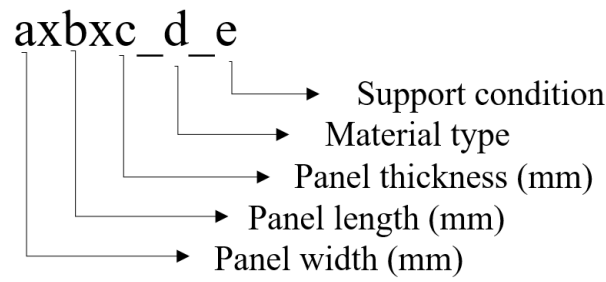 axbxc_d_e
Support condition
Material type
Panel thickness (mm)
Panel length (mm)
Panel width (mm)